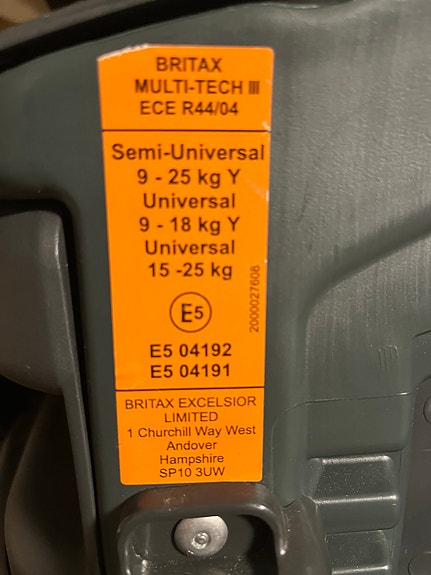 BRITAX
MULTI-TECH III
ECE R44/04
Semi-Universal
9 - 25 kg Y
Universal
9 - 18 kg Y
Universal
15 -25 kg
E5
2000027608
E5 04192
E5 04191
BRITAX EXCELSIOR
LIMITED
1 Churchill Way West
Andover
Hampshire
SP10 3UW